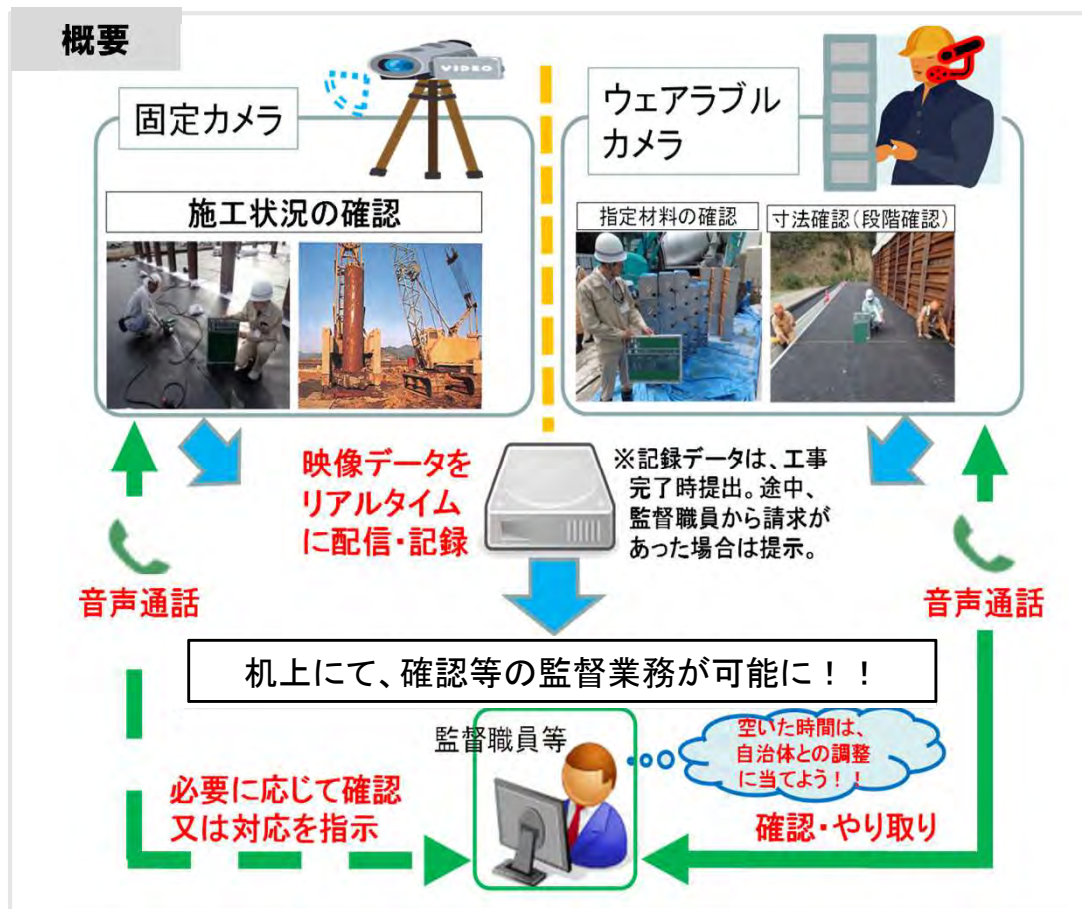 概要
VIDEO
固定カメラ
施工状況の確認
ウェアラブル
カメラ
指定材料の確認
寸法確認(段階確認)
映像データを
リアルタイム
に配信・記録
※記録データは、工事
完了時提出。途中、
監督職員から請求が
あった場合は提示。
音声通話
音声通話
机上にて、確認等の監督業務が可能に!!
監督職員等
空いた時間は、
自治体との調整
に当てよう!!
必要に応じて確認
又は対応を指示
確認・やり取り